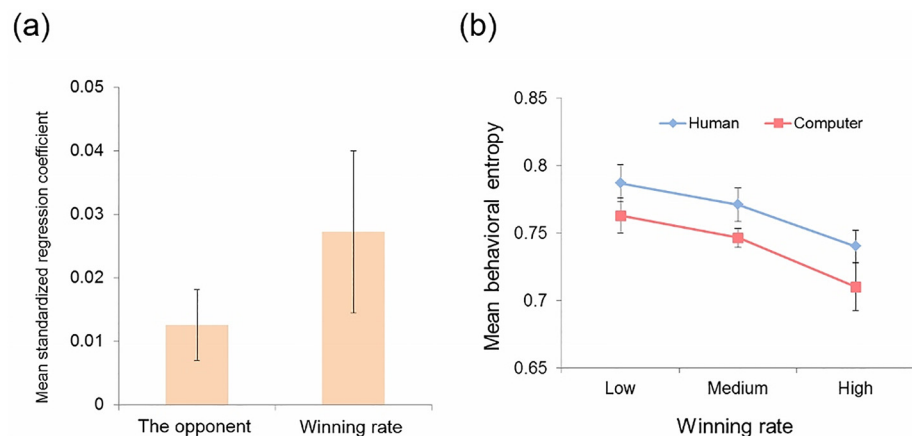 (a)
Mean standardized regression coefficient
0.05
0.04
0.03
0.02
0.01
0
The opponent
Winning rate
(b)
Mean behavioral entropy
0.85
0.8
0.75
0.7
0.65
Human
Computer
Low
Medium
High
Winning rate